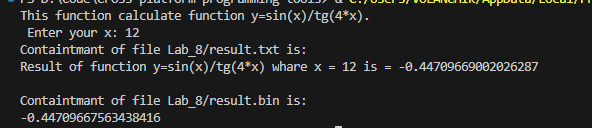 This function calculate function y=sin(x)/tg(4*x).
Enter your x: 12
Containtmant of file Lab_8/result.txt is:
Result of function y=sin(x)/tg(4*x) whare x = 12 is = -0.44709669002026287
Containtmant of file Lab_8/result.bin is:
-0.44709667563438416